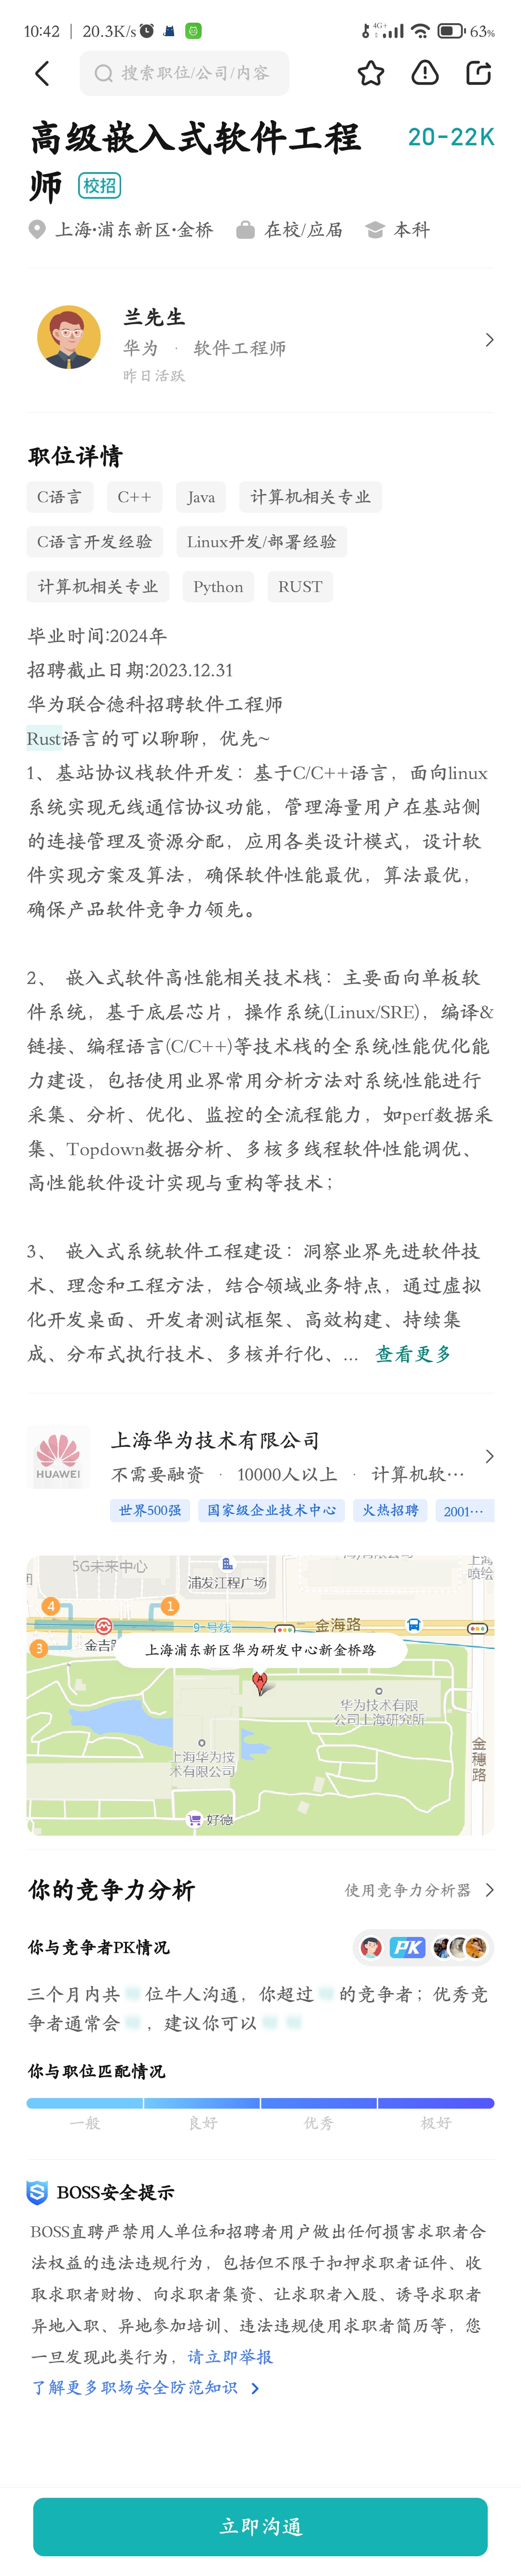 10:42 | 20.3K/s
4G+
63%
搜索职位/公司/内容
高级嵌入式软件工程
师 校招
20-22K
上海·浦东新区·金桥 在校/应届 本科
兰先生
华为 · 软件工程师
昨日活跃
职位详情
C语言 C++ Java 计算机相关专业
C语言开发经验 Linux开发/部署经验
计算机相关专业 Python RUST
毕业时间:2024年
招聘截止日期:2023.12.31
华为联合德科招聘软件工程师
Rust语言的可以聊聊，优先~
1、基站协议栈软件开发：基于C/C++语言，面向linux
系统实现无线通信协议功能，管理海量用户在基站侧
的连接管理及资源分配，应用各类设计模式，设计软
件实现方案及算法，确保软件性能最优，算法最优，
确保产品软件竞争力领先。
2、 嵌入式软件高性能相关技术栈：主要面向单板软
件系统，基于底层芯片，操作系统(Linux/SRE)，编译&
链接、编程语言(C/C++)等技术栈的全系统性能优化能
力建设，包括使用业界常用分析方法对系统性能进行
采集、分析、优化、监控的全流程能力，如perf数据采
集、Topdown数据分析、多核多线程软件性能调优、
高性能软件设计实现与重构等技术；
3、 嵌入式系统软件工程建设：洞察业界先进软件技
术、理念和工程方法，结合领域业务特点，通过虚拟
化开发桌面、开发者测试框架、高效构建、持续集
成、分布式执行技术、多核并行化、... 查看更多
HUAWEI
上海华为技术有限公司
不需要融资 · 10000人以上 · 计算机软…
世界500强 国家级企业技术中心 火热招聘 2001…
5G未来中心
浦发江程广场
上海
喷绘
4
1
9号线
金海路
3
金吉路
上海浦东新区华为研发中心新金桥路
A
华为技术有限
公司上海研究所
上海华为技
术有限公司
金穗路
好德
你的竞争力分析 使用竞争力分析器
你与竞争者PK情况
PK
三个月内共 位牛人沟通，你超过 的竞争者；优秀竞
争者通常会 ，建议你可以
你与职位匹配情况
一般 良好 优秀 极好
BOSS安全提示
BOSS直聘严禁用人单位和招聘者用户做出任何损害求职者合
法权益的违法违规行为，包括但不限于扣押求职者证件、收
取求职者财物、向求职者集资、让求职者入股、诱导求职者
异地入职、异地参加培训、违法违规使用求职者简历等，您
一旦发现此类行为，请立即举报
了解更多职场安全防范知识
立即沟通